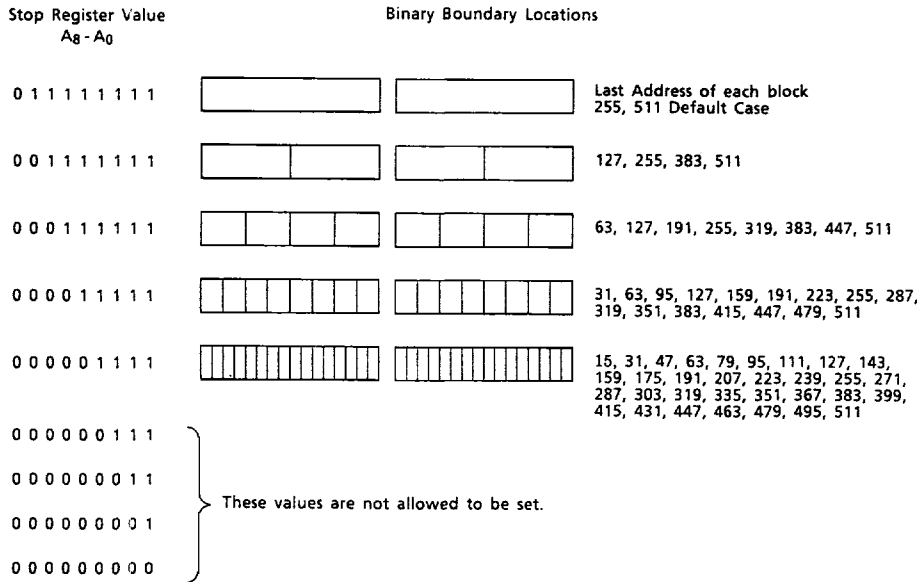 Stop Register Value
A8 - A0
Binary Boundary Locations
0 1 1 1 1 1 1 1 1
Last Address of each block
255, 511 Default Case
0 0 1 1 1 1 1 1 1
127, 255, 383, 511
0 0 0 1 1 1 1 1 1
63, 127, 191, 255, 319, 383, 447, 511
0 0 0 0 1 1 1 1 1
31, 63, 95, 127, 159, 191, 223, 255, 287,
319, 351, 383, 415, 447, 479, 511
0 0 0 0 0 1 1 1 1
15, 31, 47, 63, 79, 95, 111, 127, 143,
159, 175, 191, 207, 223, 239, 255, 271,
287, 303, 319, 335, 351, 367, 383, 399,
415, 431, 447, 463, 479, 495, 511
0 0 0 0 0 0 1 1 1
0 0 0 0 0 0 0 1 1
These values are not allowed to be set.
0 0 0 0 0 0 0 0 1
0 0 0 0 0 0 0 0 0